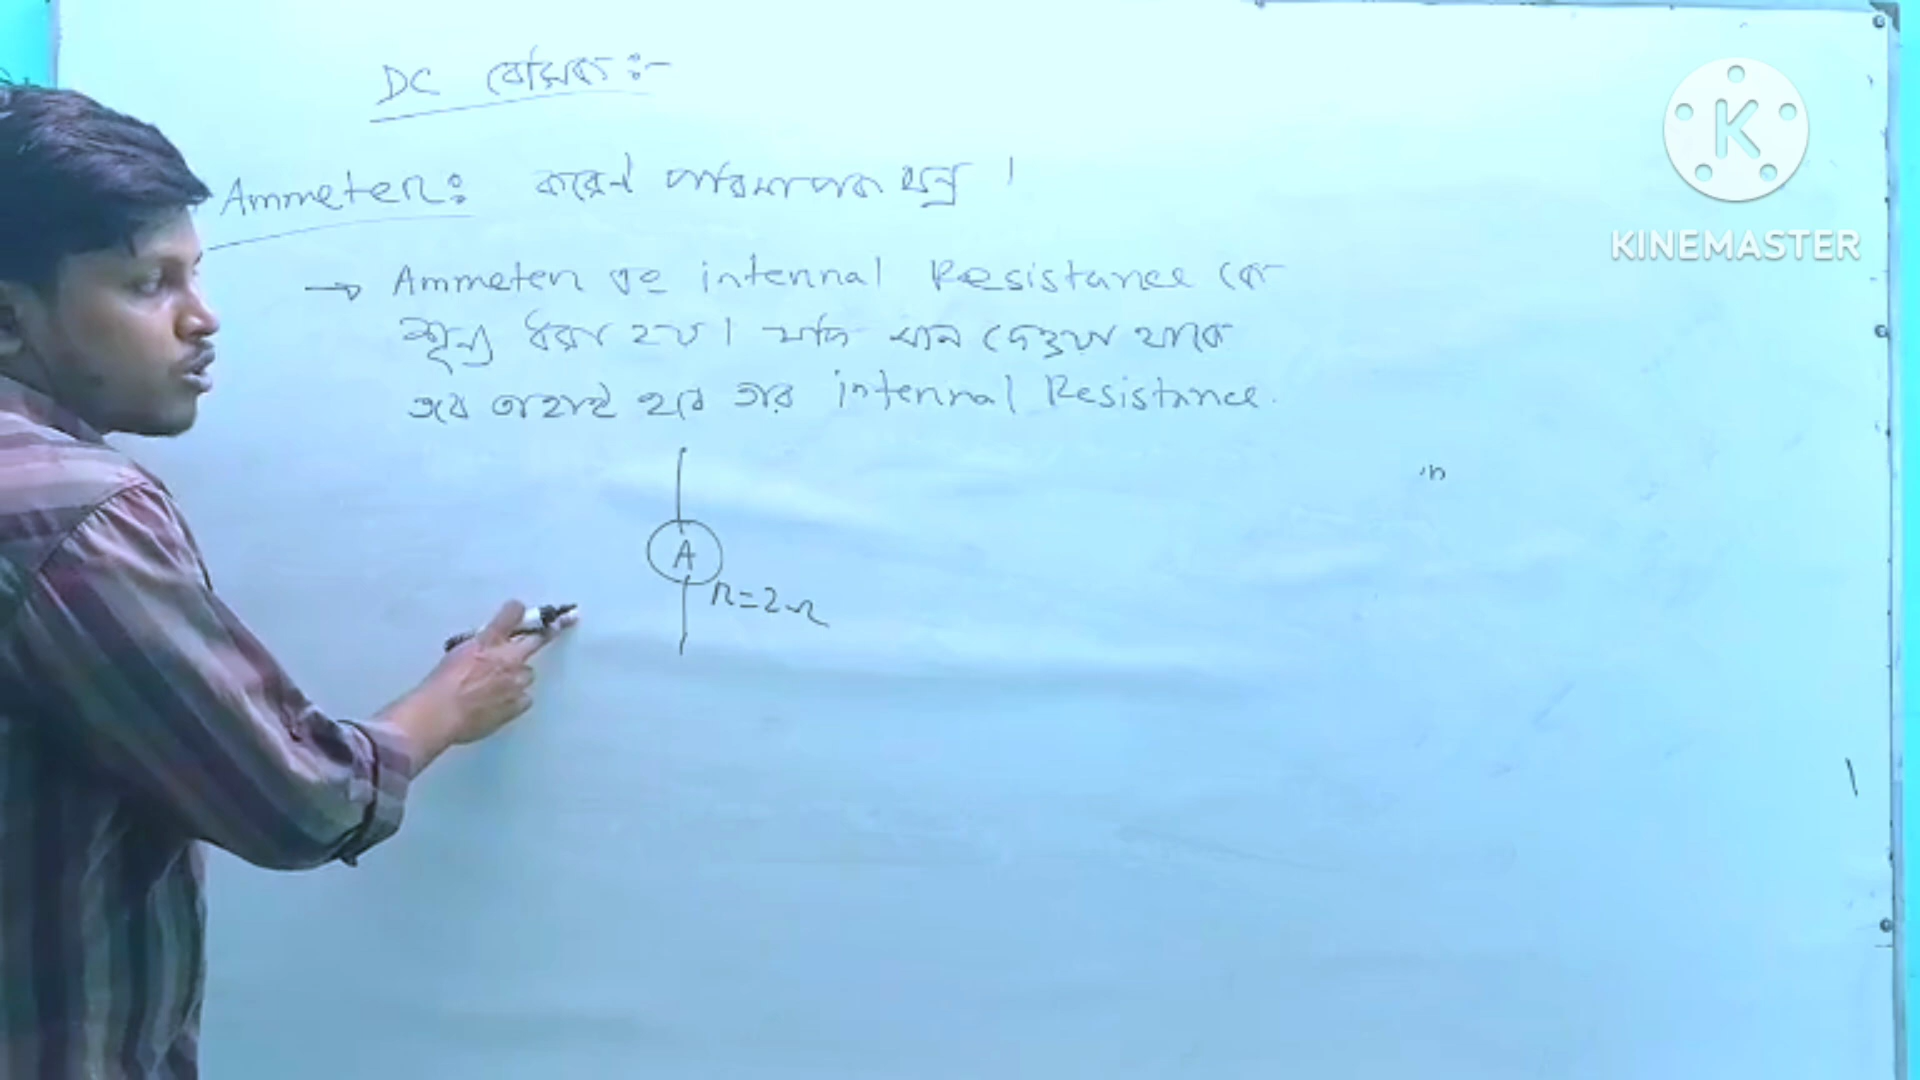 DC বেসিক :-
K
KINEMASTER
Ammeter: কারেন্ট পরিমাপক যন্ত্র ।
→ Ammeter এর internal Resistance কে
শূন্য ধরা হয় । যদি মান দেওয়া থাকে
তবে তাহাই হবে তার internal Resistance.
A
r=2Ω